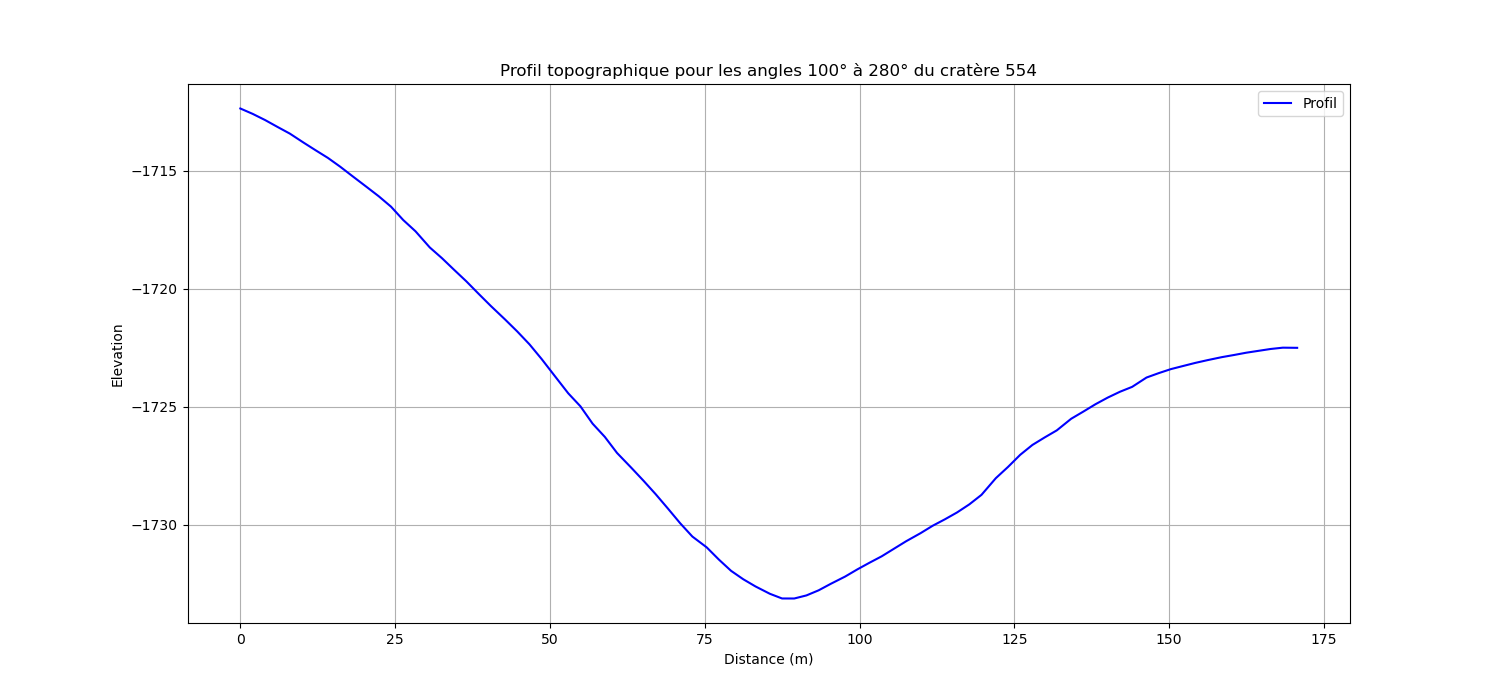 Profil topographique pour les angles 100° à 280° du cratère 554
Profil
−1715
−1720
−1725
−1730
Elevation
0 25 50 75 100 125 150 175
Distance (m)